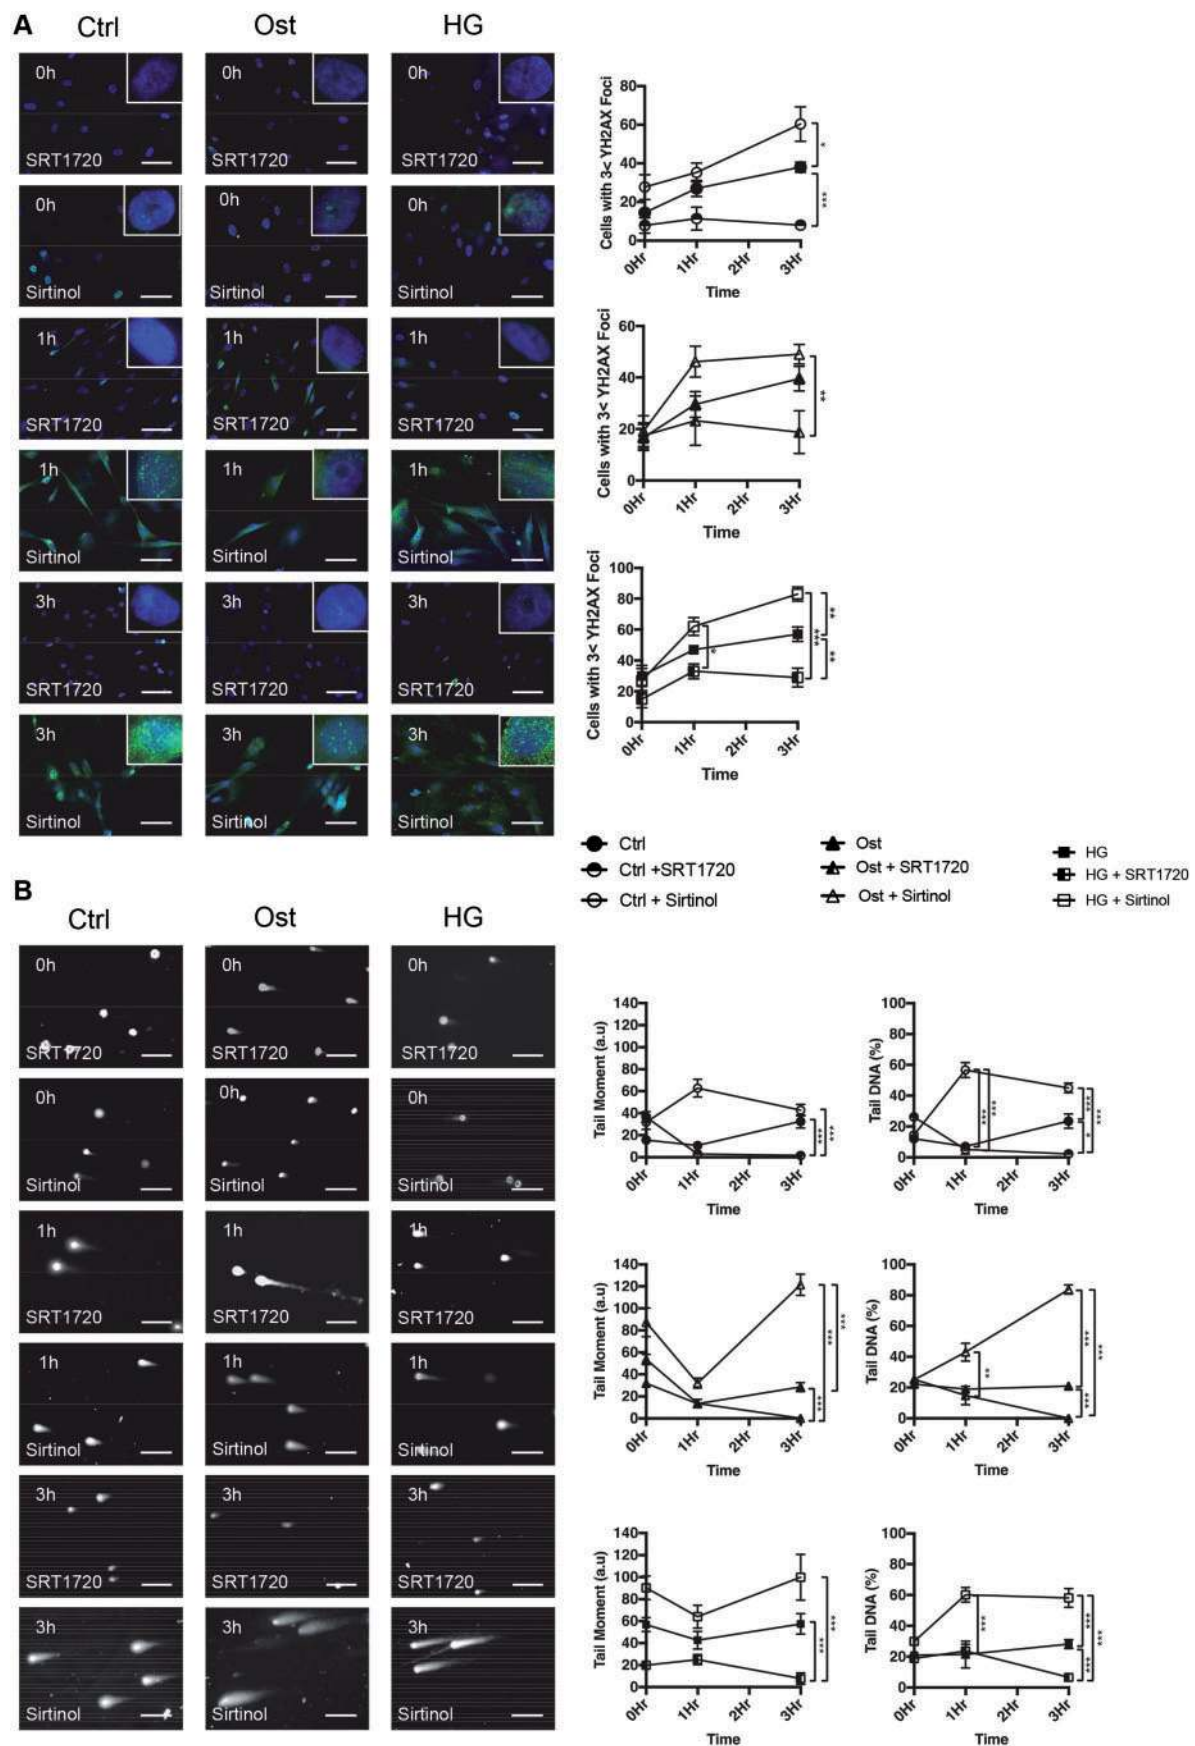 A Ctrl Ost HG
0h 0h 0h
SRT1720 SRT1720 SRT1720
0h 0h 0h
Sirtinol Sirtinol Sirtinol
1h 1h 1h
SRT1720 SRT1720 SRT1720
1h 1h 1h
Sirtinol Sirtinol Sirtinol
3h 3h 3h
SRT1720 SRT1720 SRT1720
3h 3h 3h
Sirtinol Sirtinol Sirtinol
Cells with 3< YH2AX Foci
80
60
40
20
0
0Hr 1Hr 2Hr 3Hr
Time
*
***
Cells with 3< YH2AX Foci
60
40
20
0
0Hr 1Hr 2Hr 3Hr
Time
**
Cells with 3< YH2AX Foci
100
80
60
40
20
0
0Hr 1Hr 2Hr 3Hr
Time
*
***
**
**
Ctrl
Ctrl +SRT1720
Ctrl + Sirtinol
Ost
Ost + SRT1720
Ost + Sirtinol
HG
HG + SRT1720
HG + Sirtinol
B Ctrl Ost HG
0h 0h 0h
SRT1720 SRT1720 SRT1720
0h 0h 0h
Sirtinol Sirtinol Sirtinol
1h 1h 1h
SRT1720 SRT1720 SRT1720
1h 1h 1h
Sirtinol Sirtinol Sirtinol
3h 3h 3h
SRT1720 SRT1720 SRT1720
3h 3h 3h
Sirtinol Sirtinol Sirtinol
Tail Moment (a.u)
140
120
100
80
60
40
20
0
0Hr 1Hr 2Hr 3Hr
Time
***
***
Tail DNA (%)
100
80
60
40
20
0
0Hr 1Hr 2Hr 3Hr
Time
***
***
***
*
***
Tail Moment (a.u)
140
120
100
80
60
40
20
0
0Hr 1Hr 2Hr 3Hr
Time
***
***
***
Tail DNA (%)
100
80
60
40
20
0
0Hr 1Hr 2Hr 3Hr
Time
**
***
***
***
Tail Moment (a.u)
140
120
100
80
60
40
20
0
0Hr 1Hr 2Hr 3Hr
Time
***
***
Tail DNA (%)
100
80
60
40
20
0
0Hr 1Hr 2Hr 3Hr
Time
***
***
***
***